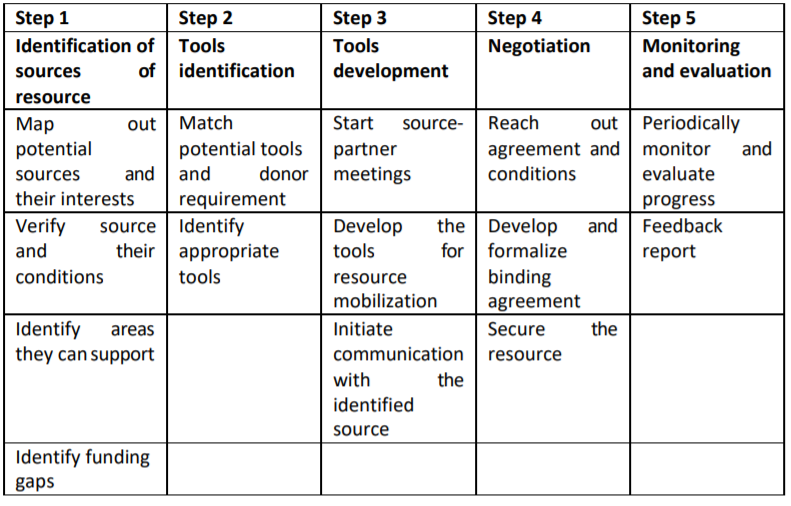 Step 1
Step 2
Step 3
Step 4
Step 5
Identification of
sources of
resource
Tools
identification
Tools
development
Negotiation
Monitoring
and evaluation
Map out
potential
sources and
their interests
Match
potential tools
and donor
requirement
Start source-
partner
meetings
Reach out
agreement and
conditions
Periodically
monitor and
evaluate
progress
Verify source
and their
conditions
Identify
appropriate
tools
Develop the
tools for
resource
mobilization
Develop and
formalize
binding
agreement
Feedback
report
Identify areas
they can support
Initiate
communication
with the
identified
source
Secure the
resource
Identify funding
gaps